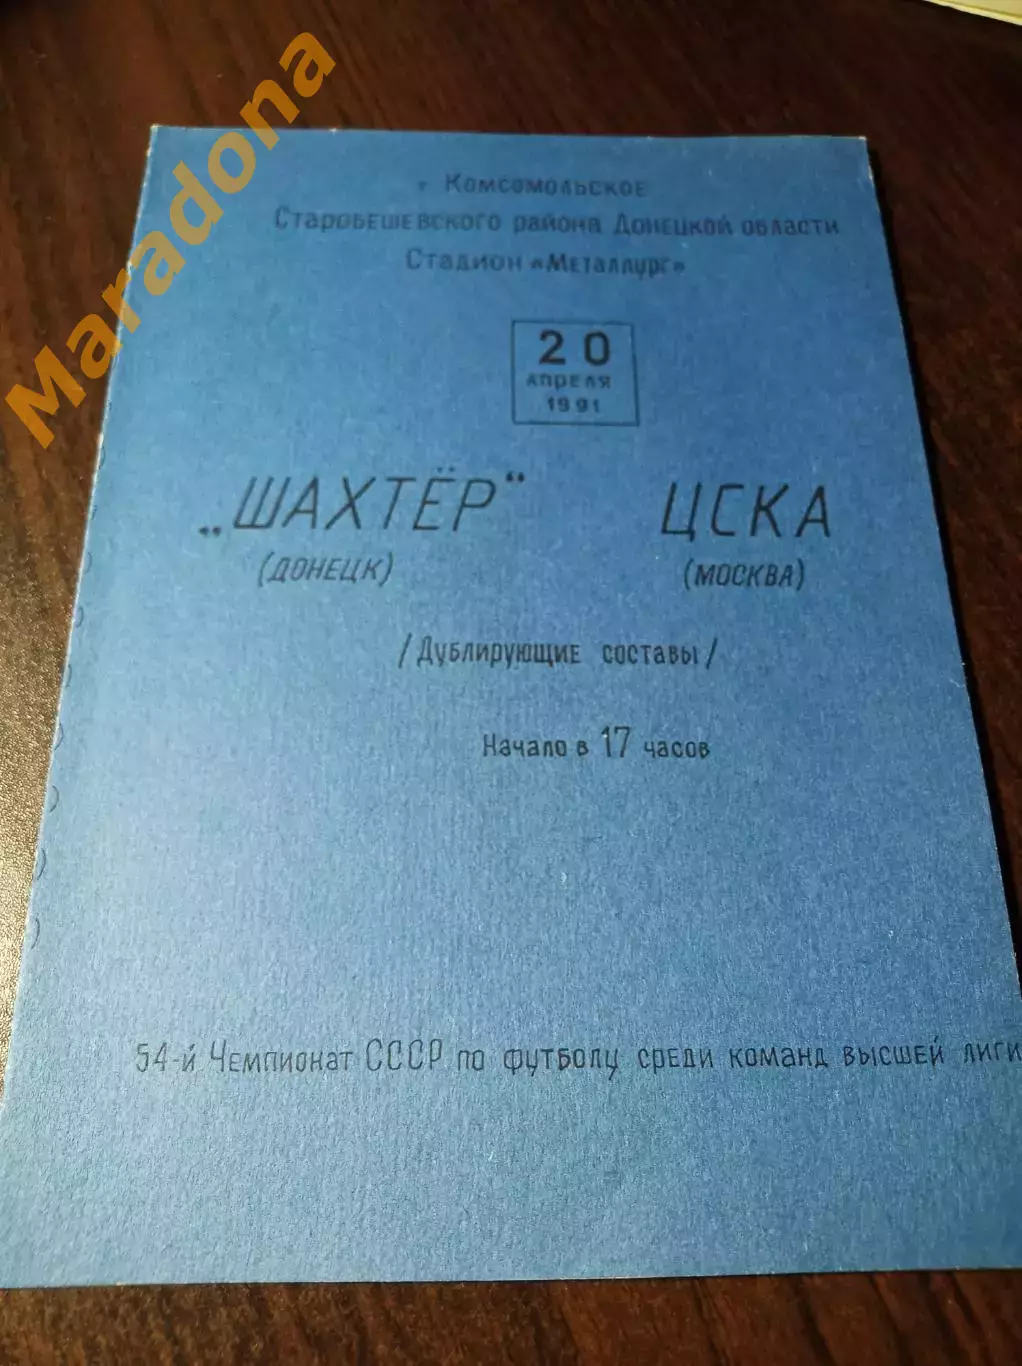 Maradona
г Комсомольское
Старобешевского района Донецкой области
Стадион «Металлург»
20
апреля
1991
„ШАХТЁР" ЦСКА
(ДОНЕЦК) (МОСКВА)
/Дублирующие составы/
Начало в 17 часов
54-й Чемпионат СССР по футболу среди команд высшей лиги